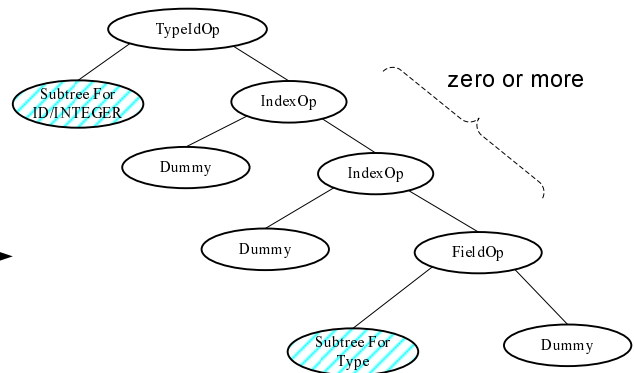 TypeIdOp
zero or more
Subtree For
ID/INTEGER
IndexOp
Dummy
IndexOp
Dummy
FieldOp
Subtree For
Type
Dummy